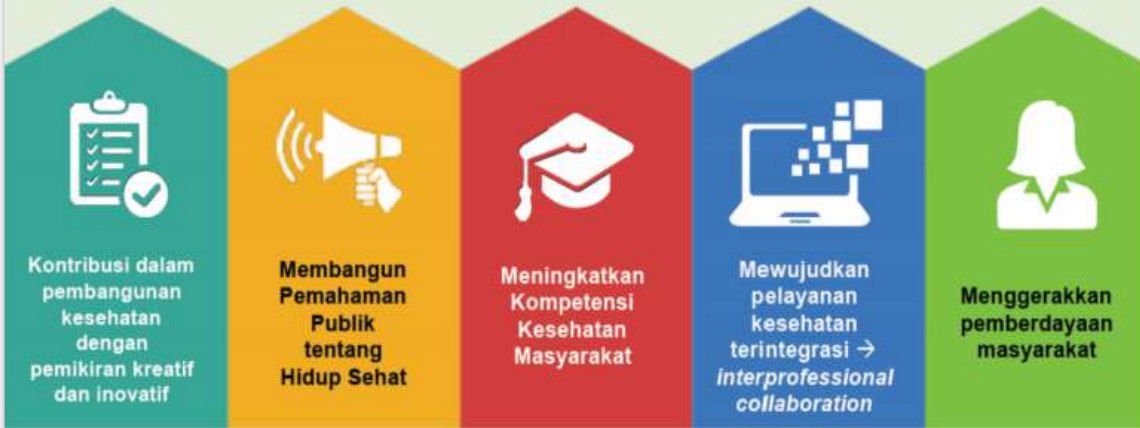 Kontribusi dalam
pembangunan
kesehatan
dengan
pemikiran kreatif
dan inovatif
Membangun
Pemahaman
Publik
tentang
Hidup Sehat
Meningkatkan
Kompetensi
Kesehatan
Masyarakat
Mewujudkan
pelayanan
kesehatan
terintegrasi →
interprofessional
collaboration
Menggerakkan
pemberdayaan
masyarakat